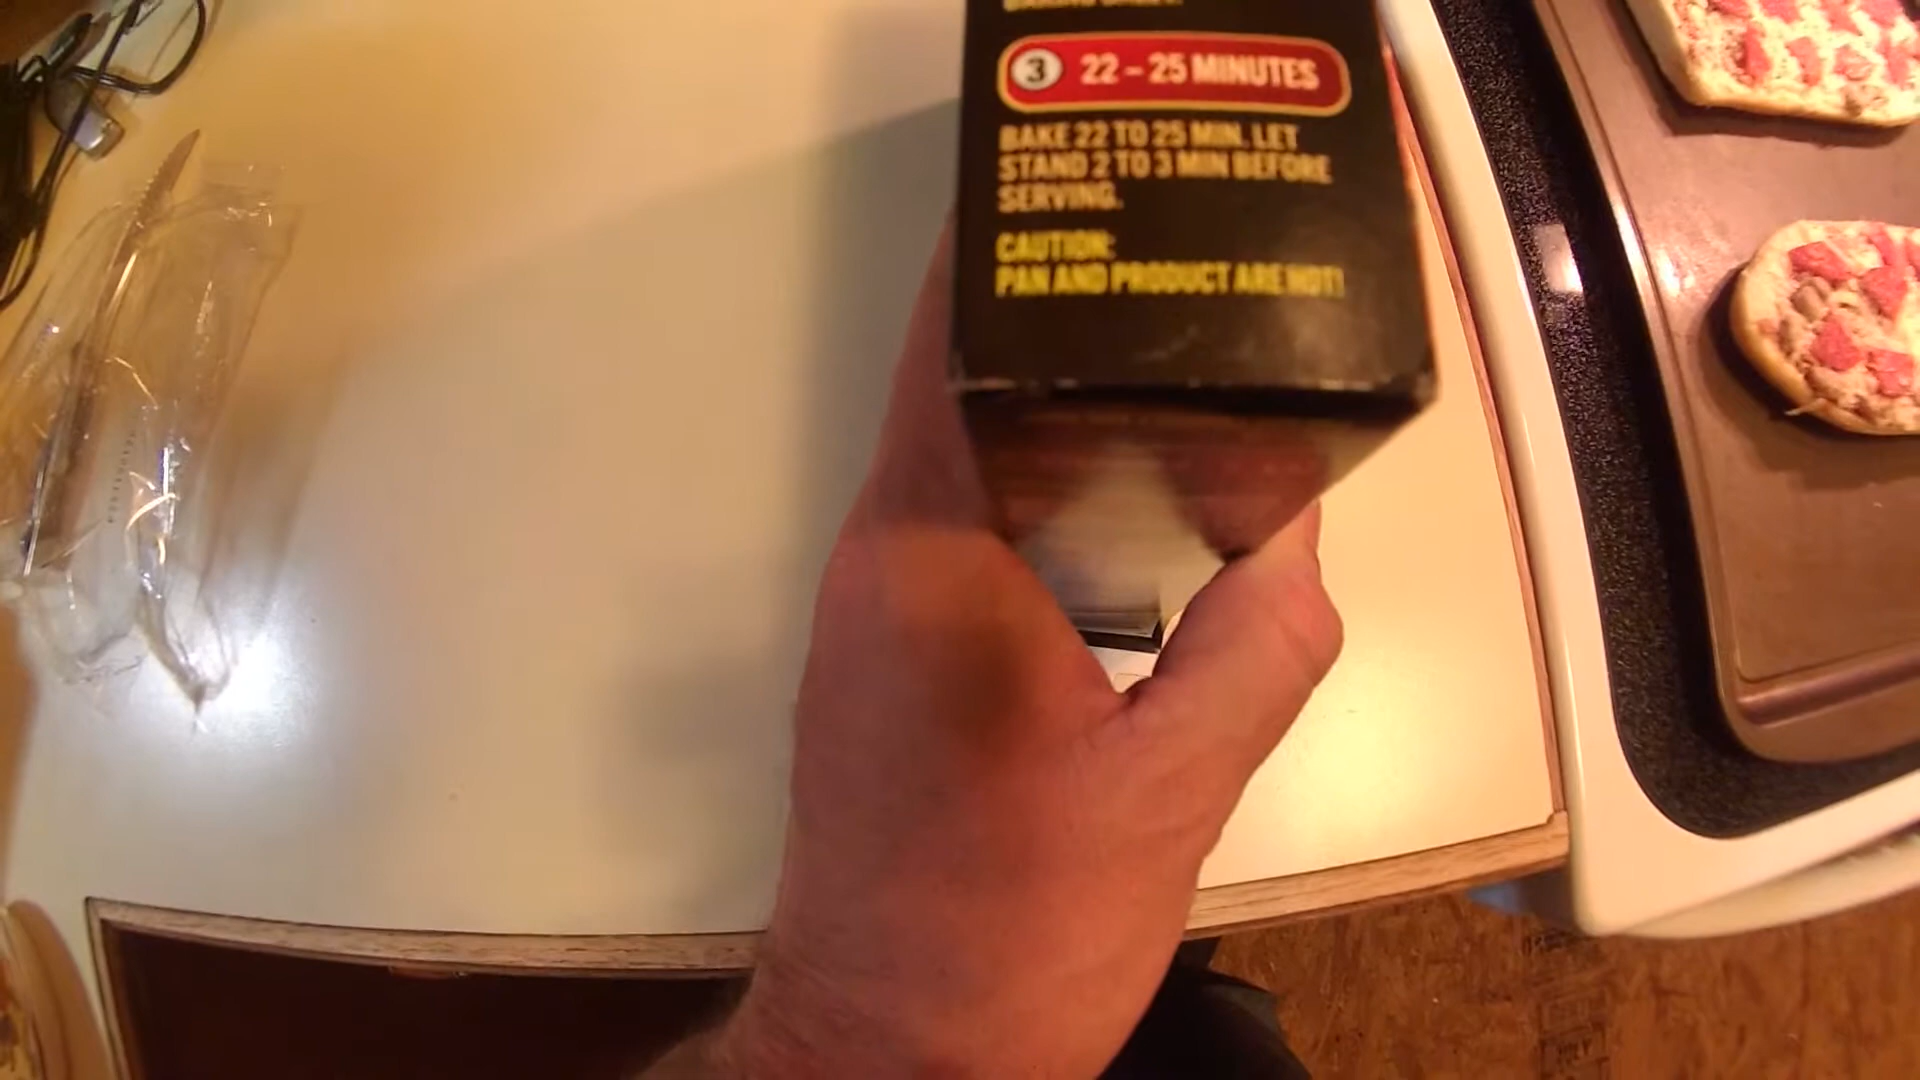 3 22 – 25 MINUTES
BAKE 22 TO 25 MIN. LET
STAND 2 TO 3 MIN BEFORE
SERVING.
CAUTION:
PAN AND PRODUCT ARE HOT!